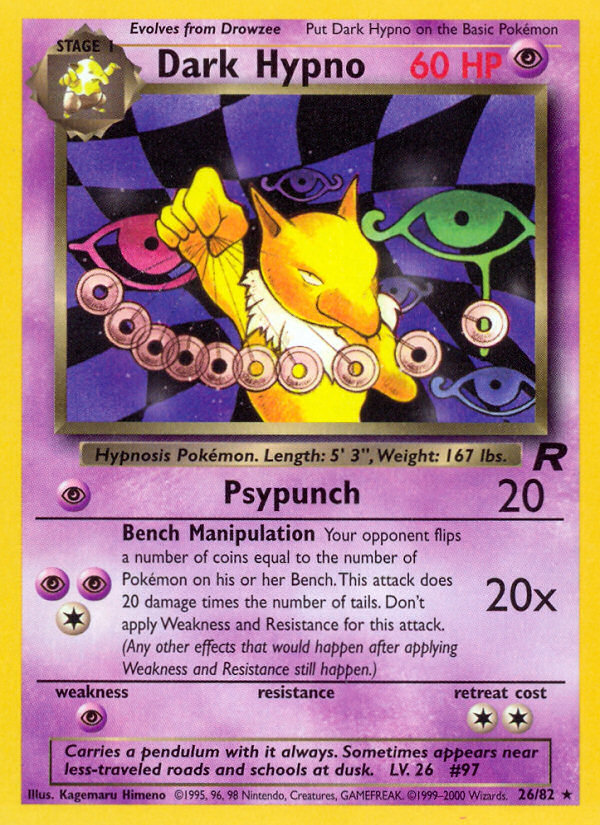 Evolves from Drowzee Put Dark Hypno on the Basic Pokémon
STAGE 1
Dark Hypno 60 HP
Hypnosis Pokémon. Length: 5' 3", Weight: 167 lbs. R
Psypunch 20
Bench Manipulation Your opponent flips
a number of coins equal to the number of
Pokémon on his or her Bench. This attack does
20 damage times the number of tails. Don't
apply Weakness and Resistance for this attack.
(Any other effects that would happen after applying
Weakness and Resistance still happen.)
20x
weakness resistance retreat cost
Carries a pendulum with it always. Sometimes appears near
less-traveled roads and schools at dusk. LV. 26 #97
Illus. Kagemaru Himeno ©1995, 96, 98 Nintendo, Creatures, GAMEFREAK. ©1999-2000 Wizards. 26/82 ★